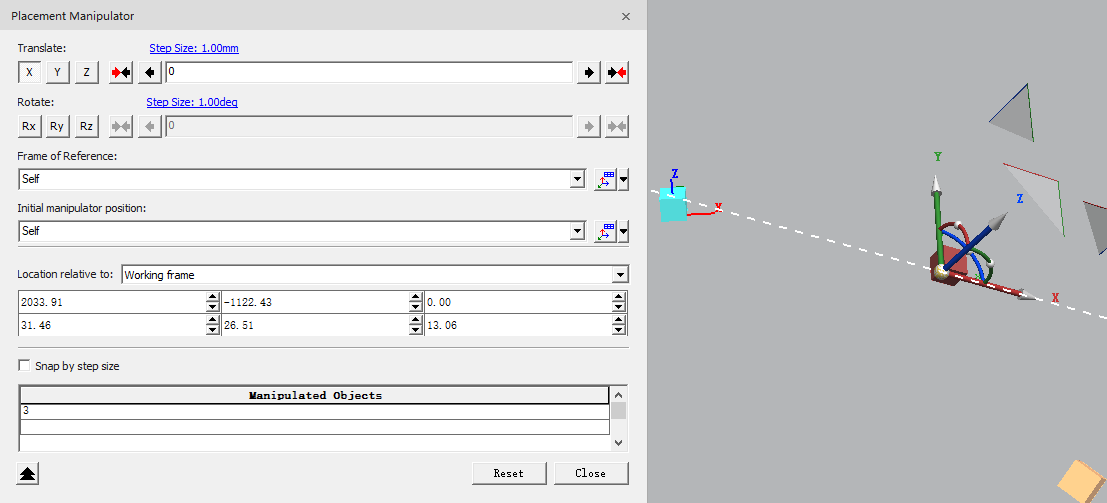 Placement Manipulator
Translate: Step Size: 1.00mm
X Y Z 0
Rotate: Step Size: 1.00deg
Rx Ry Rz 0
Frame of Reference:
Self
Initial manipulator position:
Self
Location relative to: Working frame
2033.91 -1122.43 0.00
31.46 26.51 13.06
Snap by step size
Manipulated Objects
3
Reset Close
Y
Z
Z
X
X